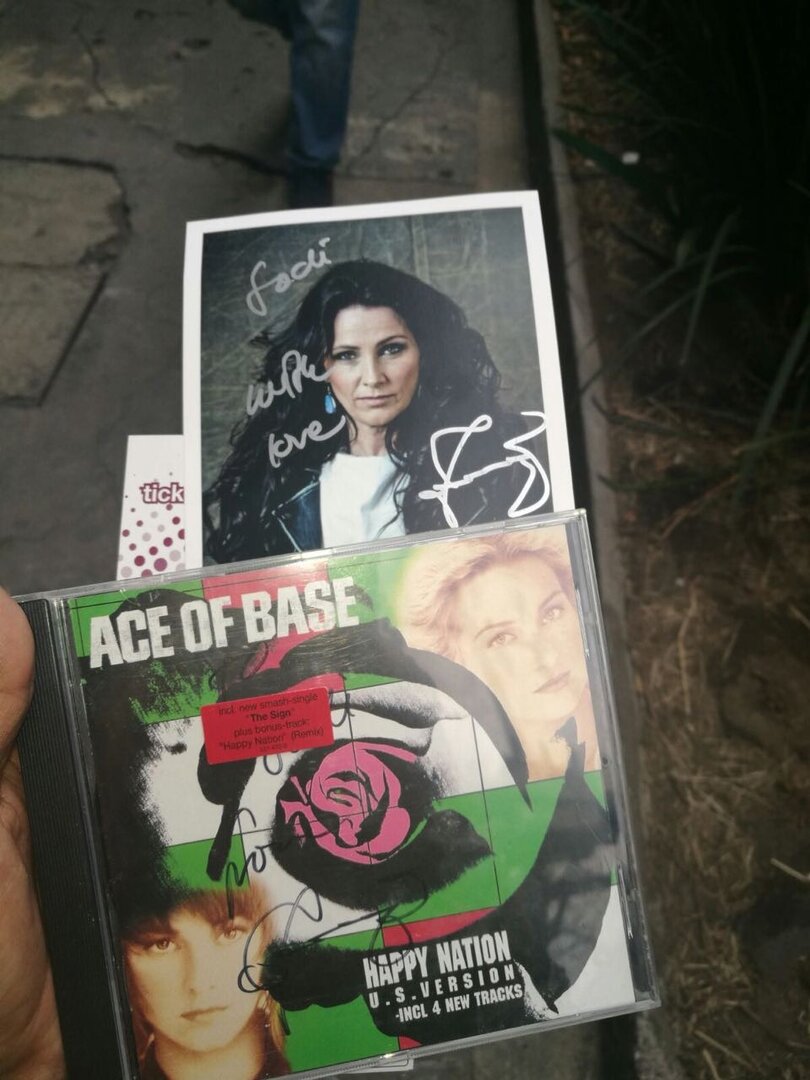 with
love
tick
ACE OF BASE
incl. new smash-single
"The Sign"
plus bonus-track:
"Happy Nation" (Remix)
HAPPY NATION
U.S. VERSION
-INCL 4 NEW TRACKS